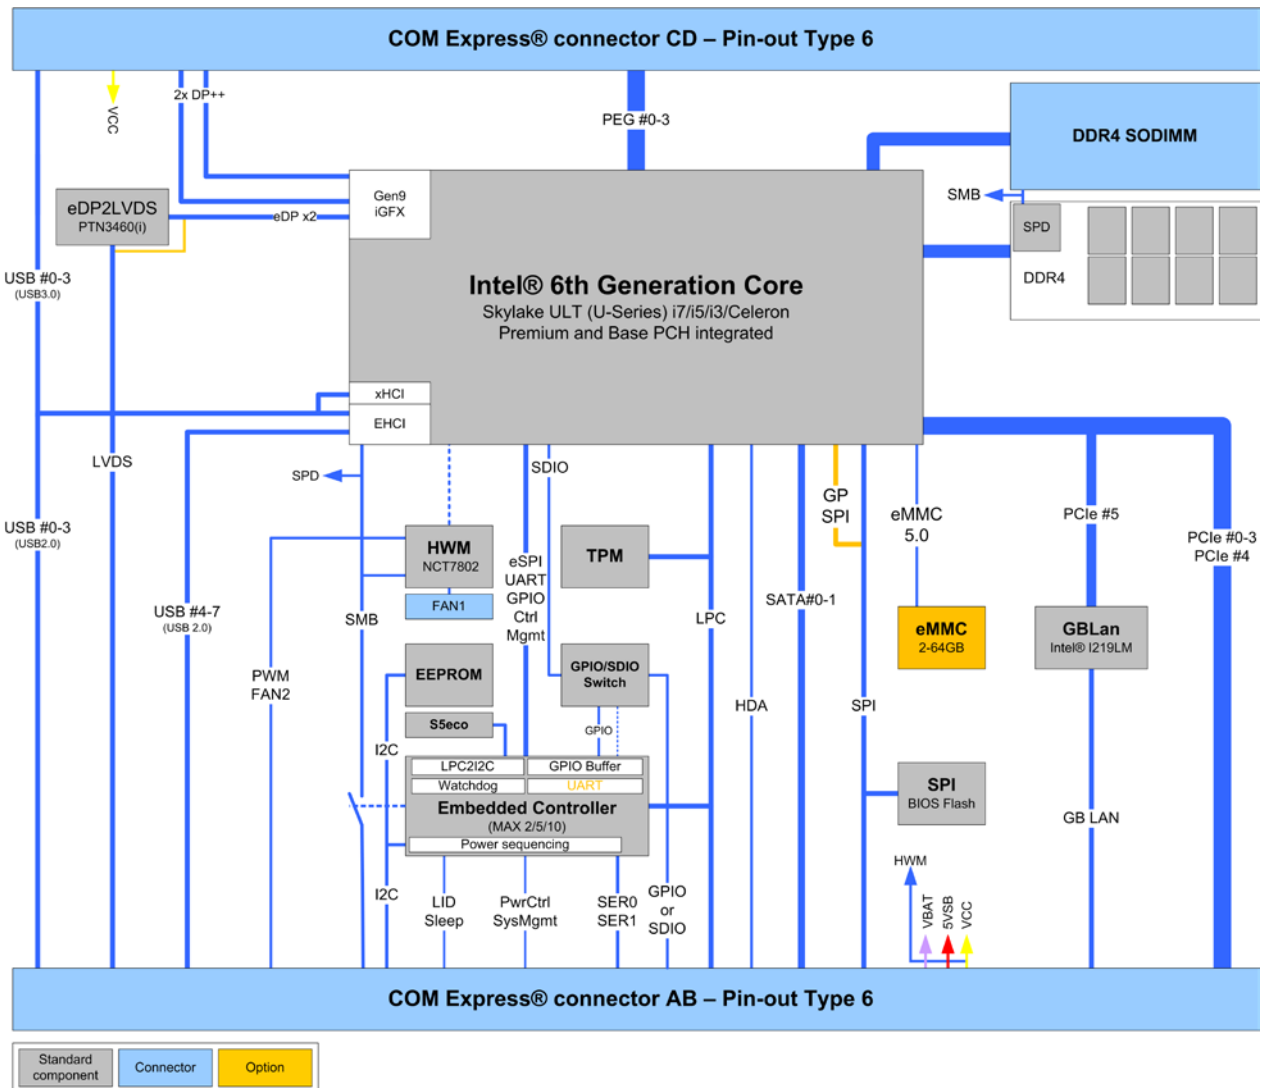 COM Express® connector CD – Pin-out Type 6
2x DP++
VCC
PEG #0-3
DDR4 SODIMM
Gen9
iGFX
SMB
eDP2LVDS
PTN3460(i)
eDP x2
SPD
DDR4
USB #0-3
(USB3.0)
Intel® 6th Generation Core
Skylake ULT (U-Series) i7/i5/i3/Celeron
Premium and Base PCH integrated
xHCI
EHCI
LVDS
SPD
SDIO
GP
SPI
eMMC
5.0
PCIe #5
USB #0-3
(USB2.0)
PCIe #0-3
PCIe #4
HWM
NCT7802
TPM
eSPI
UART
GPIO
Ctrl
Mgmt
FAN1
USB #4-7
(USB 2.0)
SMB
LPC
SATA#0-1
eMMC
2-64GB
GBLan
Intel® I219LM
PWM
FAN2
EEPROM
GPIO/SDIO
Switch
HDA
SPI
S5eco
GPIO
I2C
LPC2I2C
GPIO Buffer
Watchdog
UART
Embedded Controller
(MAX 2/5/10)
Power sequencing
SPI
BIOS Flash
GB LAN
HWM
I2C
LID
Sleep
PwrCtrl
SysMgmt
SER0
SER1
GPIO
or
SDIO
VBAT
5VSB
VCC
COM Express® connector AB – Pin-out Type 6
Standard
component
Connector
Option